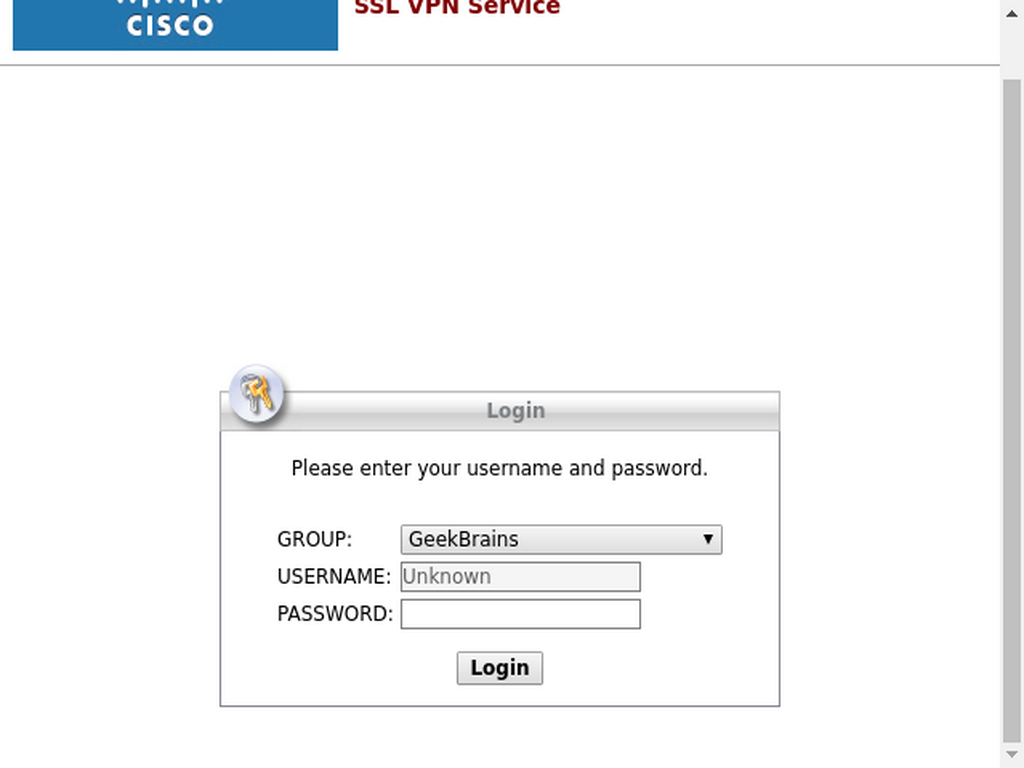 CISCO
SSL VPN Service
Login
Please enter your username and password.
GROUP: GeekBrains
USERNAME: Unknown
PASSWORD:
Login